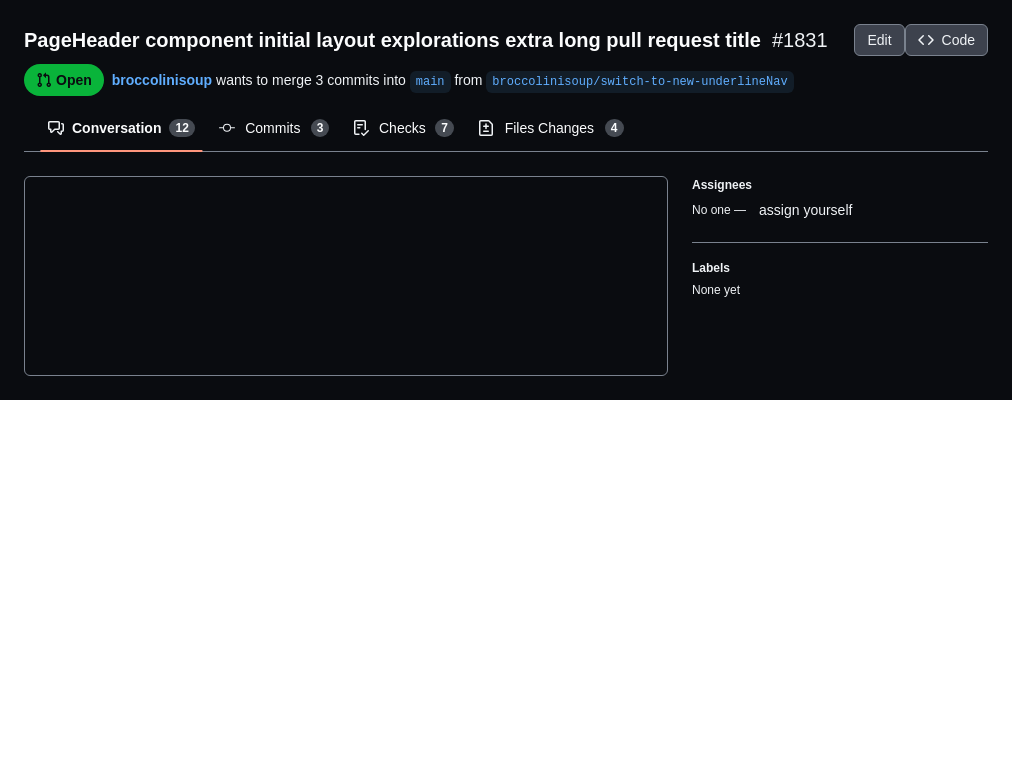 PageHeader component initial layout explorations extra long pull request title #1831 Edit Code
Open broccolinisoup wants to merge 3 commits into main from broccolinisoup/switch-to-new-underlineNav
Conversation 12 Commits 3 Checks 7 Files Changes 4
Assignees
No one — assign yourself
Labels
None yet